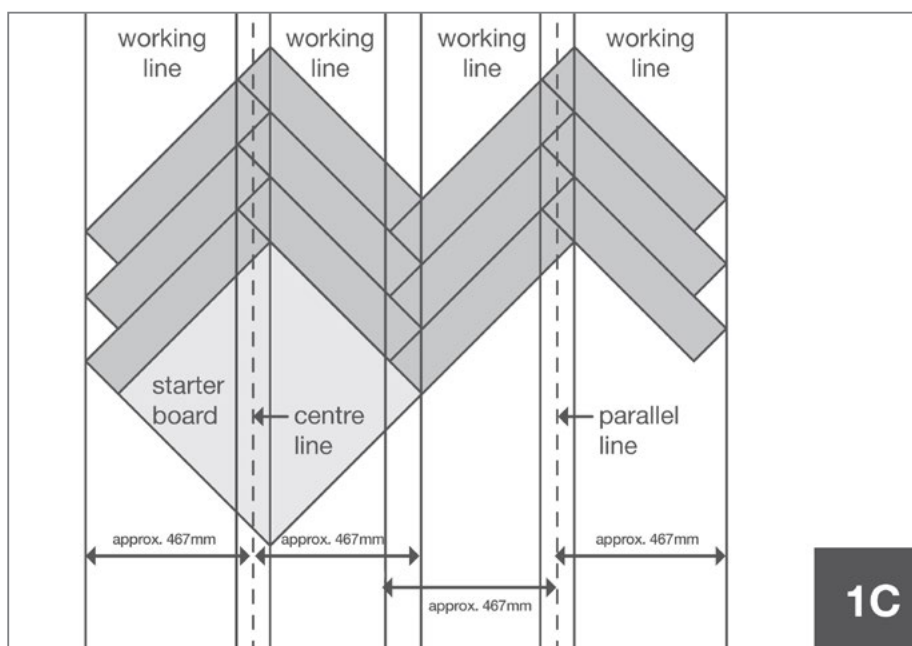 working
line
working
line
working
line
working
line
starter
board
centre
line
parallel
line
approx. 467mm
approx. 467mm
approx. 467mm
approx. 467mm
1C